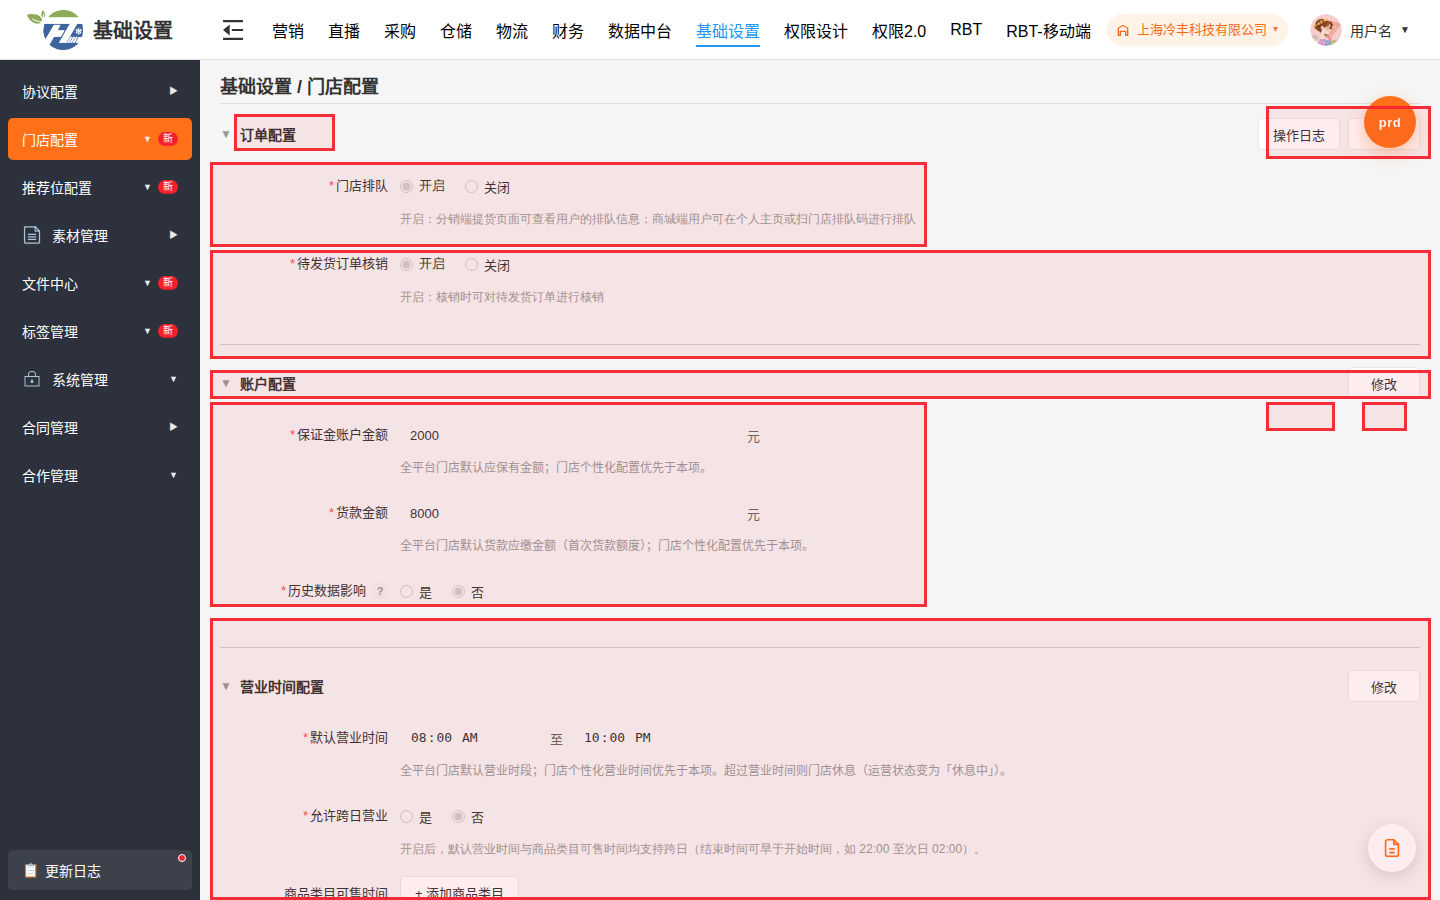 基础设置
营销 直播 采购 仓储 物流 财务 数据中台 基础设置 权限设计 权限2.0 RBT RBT-移动端
上海冷丰科技有限公司
用户名
协议配置
门店配置 新
推荐位配置 新
素材管理
文件中心 新
标签管理 新
系统管理
合同管理
合作管理
更新日志
基础设置 / 门店配置
订单配置
操作日志
prd
*门店排队 开启 关闭
开启：分销端提货页面可查看用户的排队信息；商城端用户可在个人主页或扫门店排队码进行排队
*待发货订单核销 开启 关闭
开启：核销时可对待发货订单进行核销
账户配置 修改
*保证金账户金额 2000 元
全平台门店默认应保有金额；门店个性化配置优先于本项。
*货款金额 8000 元
全平台门店默认货款应缴金额（首次货款额度）；门店个性化配置优先于本项。
*历史数据影响 ? 是 否
营业时间配置 修改
*默认营业时间 08:00 AM 至 10:00 PM
全平台门店默认营业时段；门店个性化营业时间优先于本项。超过营业时间则门店休息（运营状态变为「休息中」）。
*允许跨日营业 是 否
开启后，默认营业时间与商品类目可售时间均支持跨日（结束时间可早于开始时间，如 22:00 至次日 02:00）。
商品类目可售时间 + 添加商品类目